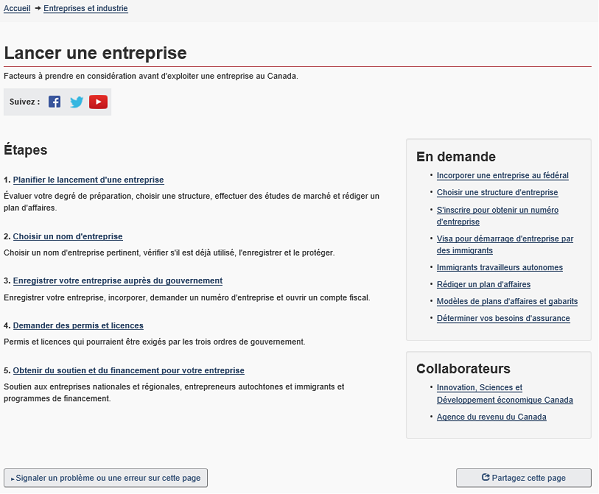 Accueil ➔ Entreprises et industrie
Lancer une entreprise
Facteurs à prendre en considération avant d'exploiter une entreprise au Canada.
Suivez :
Étapes
1. Planifier le lancement d'une entreprise
Évaluer votre degré de préparation, choisir une structure, effectuer des études de marché et rédiger un
plan d'affaires.
2. Choisir un nom d'entreprise
Choisir un nom d'entreprise pertinent, vérifier s'il est déjà utilisé, l'enregistrer et le protéger.
3. Enregistrer votre entreprise auprès du gouvernement
Enregistrer votre entreprise, incorporer, demander un numéro d'entreprise et ouvrir un compte fiscal.
4. Demander des permis et licences
Permis et licences qui pourraient être exigés par les trois ordres de gouvernement.
5. Obtenir du soutien et du financement pour votre entreprise
Soutien aux entreprises nationales et régionales, entrepreneurs autochtones et immigrants et
programmes de financement.
En demande
• Incorporer une entreprise au fédéral
• Choisir une structure d'entreprise
• S'inscrire pour obtenir un numéro
d'entreprise
• Visa pour démarrage d'entreprise par
des immigrants
• Immigrants travailleurs autonomes
• Rédiger un plan d'affaires
• Modèles de plans d'affaires et gabarits
• Déterminer vos besoins d'assurance
Collaborateurs
• Innovation, Sciences et
Développement économique Canada
• Agence du revenu du Canada
▸ Signaler un problème ou une erreur sur cette page
Partagez cette page